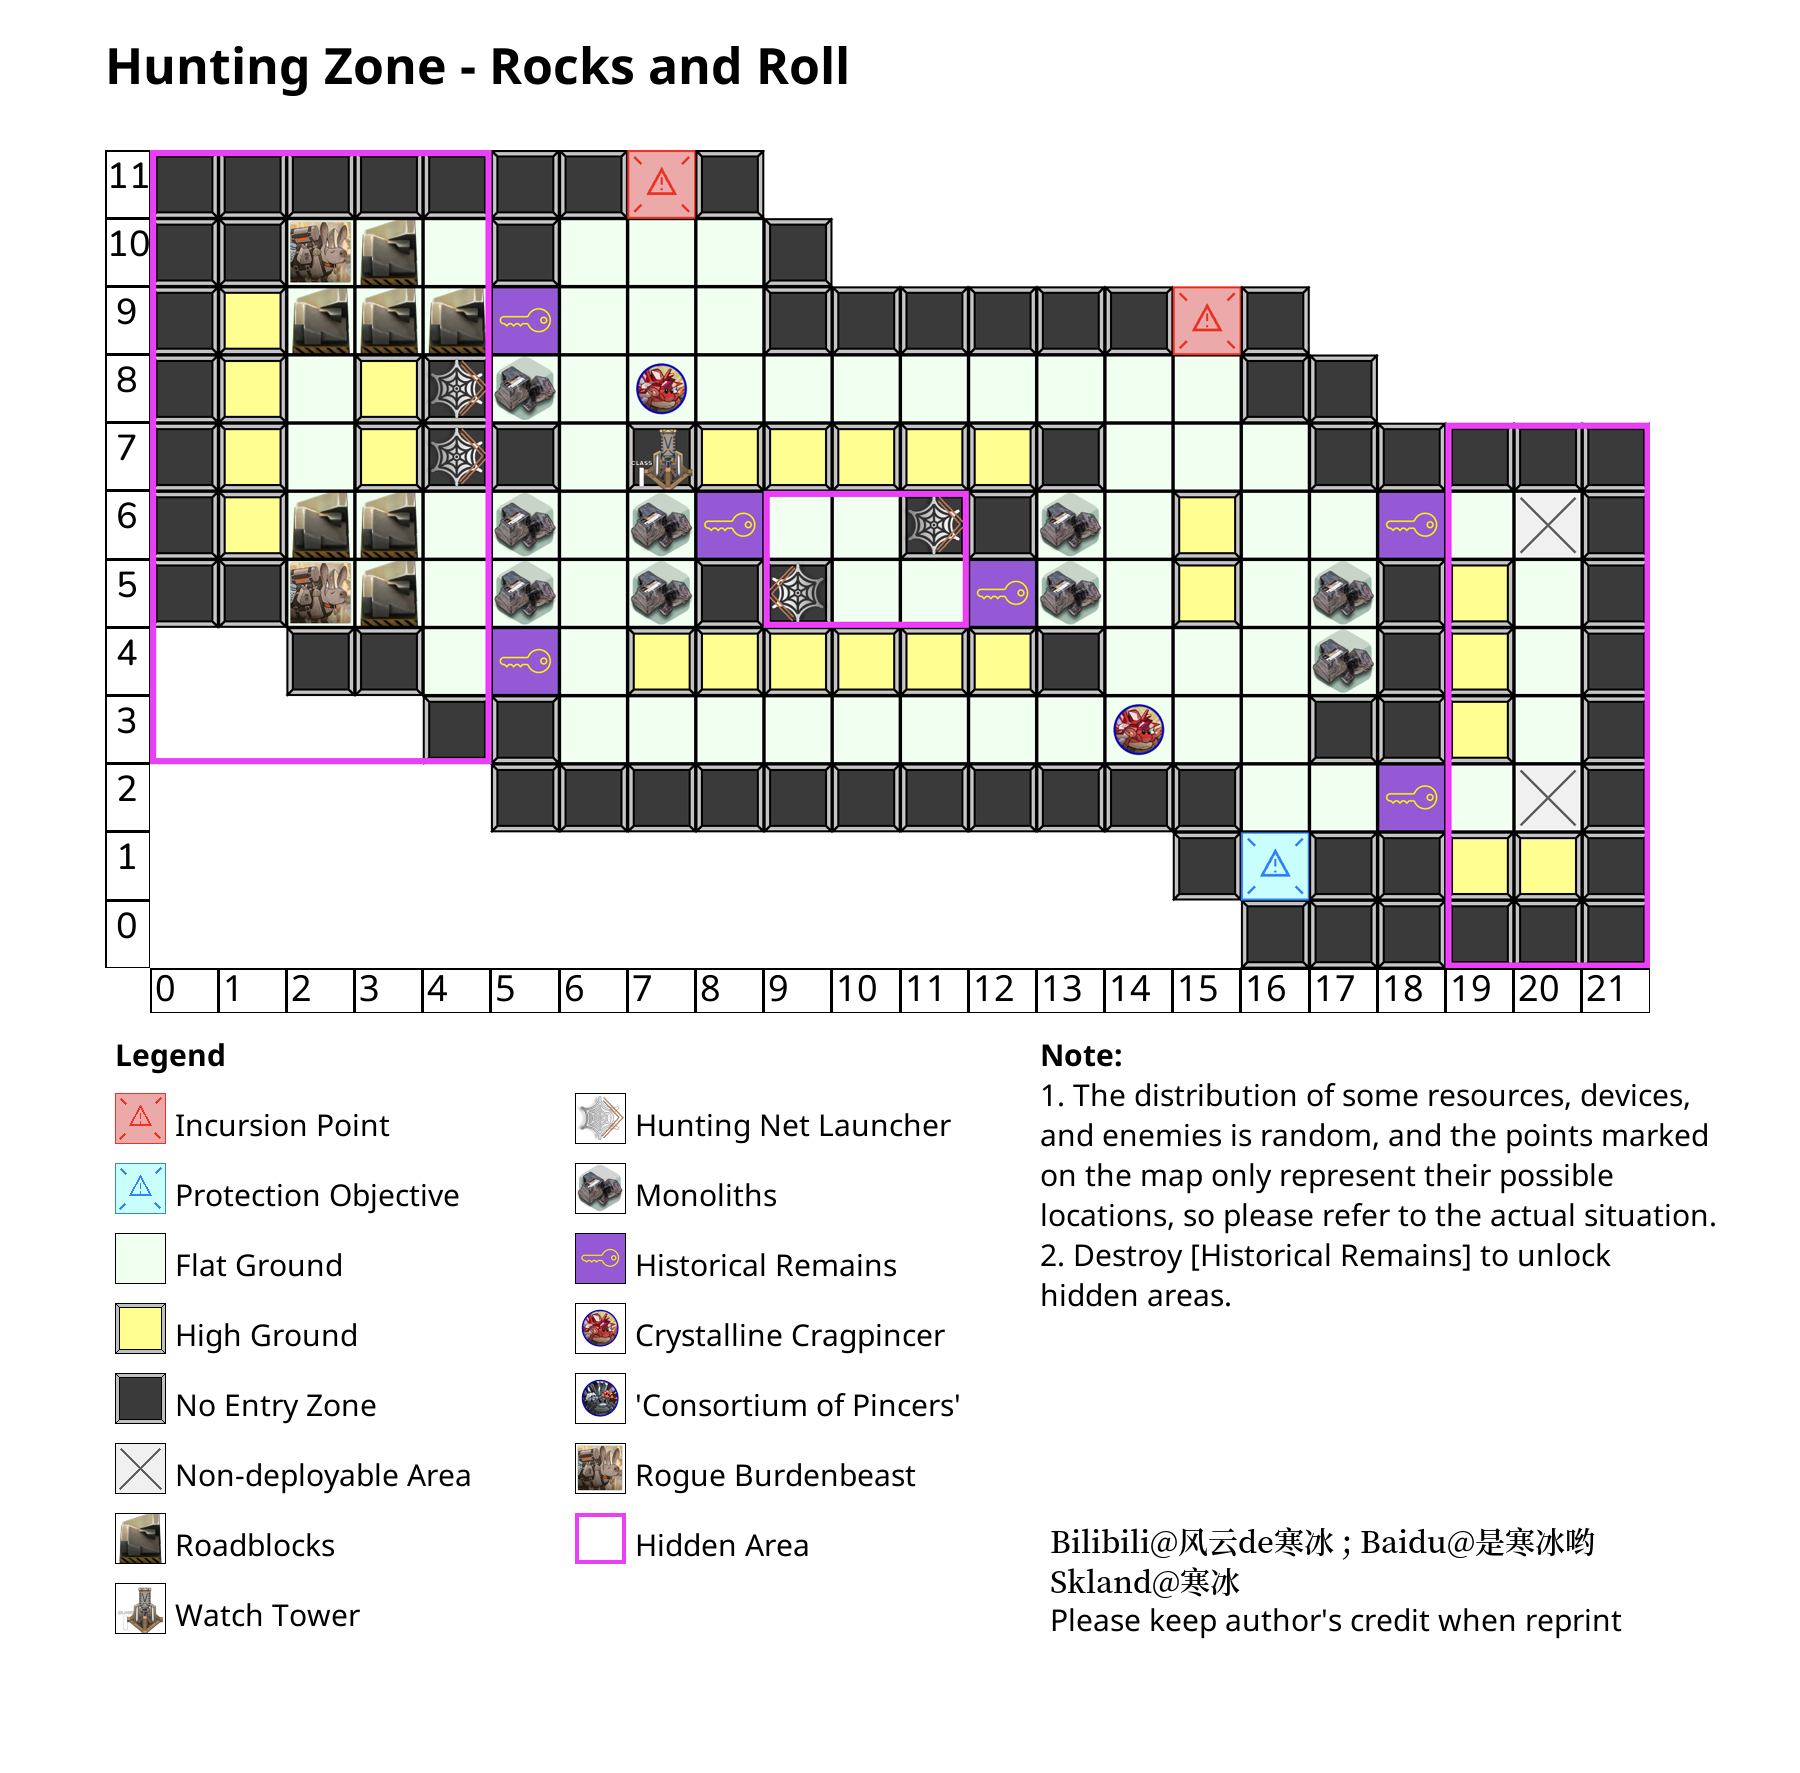 Hunting Zone - Rocks and Roll
11
10
9
8
7
CLASS
6
5
4
3
2
1
0
0 1 2 3 4 5 6 7 8 9 10 11 12 13 14 15 16 17 18 19 20 21
Legend
Incursion Point
Protection Objective
Flat Ground
High Ground
No Entry Zone
Non-deployable Area
Roadblocks
Watch Tower
Hunting Net Launcher
Monoliths
Historical Remains
Crystalline Cragpincer
'Consortium of Pincers'
Rogue Burdenbeast
Hidden Area
Note:
1. The distribution of some resources, devices,
and enemies is random, and the points marked
on the map only represent their possible
locations, so please refer to the actual situation.
2. Destroy [Historical Remains] to unlock
hidden areas.
Bilibili@风云de寒冰 ; Baidu@是寒冰哟
Skland@寒冰
Please keep author's credit when reprint